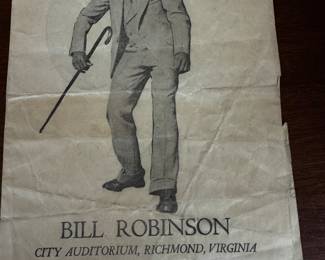 BILL ROBINSON
CITY AUDITORIUM, RICHMOND, VIRGINIA